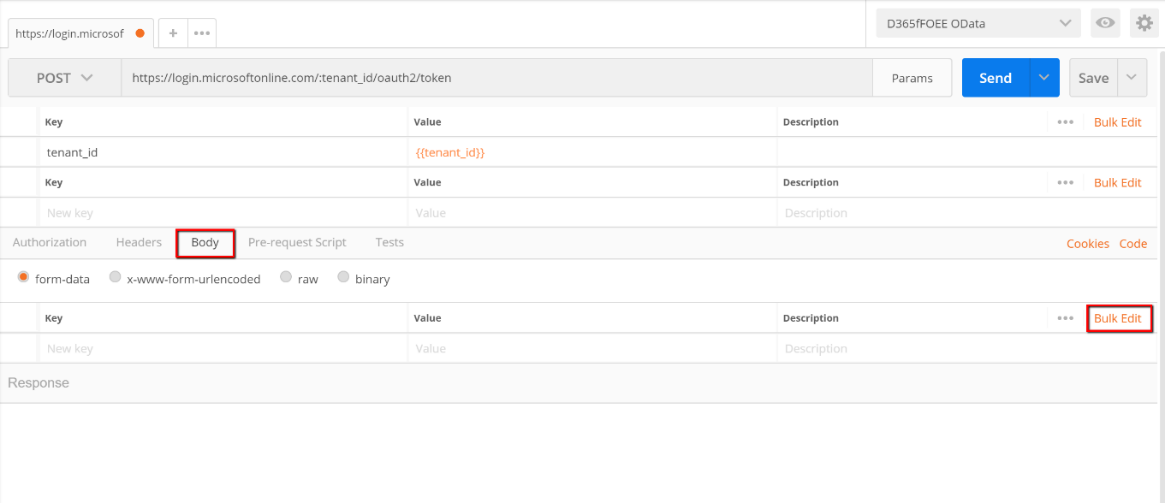 D365fFOEE OData
https://login.microsof
+ •••
POST https://login.microsoftonline.com/:tenant_id/oauth2/token Params Send Save
Key Value Description ••• Bulk Edit
tenant_id {{tenant_id}}
Key Value Description ••• Bulk Edit
New key Value Description
Authorization Headers Body Pre-request Script Tests Cookies Code
form-data x-www-form-urlencoded raw binary
Key Value Description ••• Bulk Edit
New key Value Description
Response